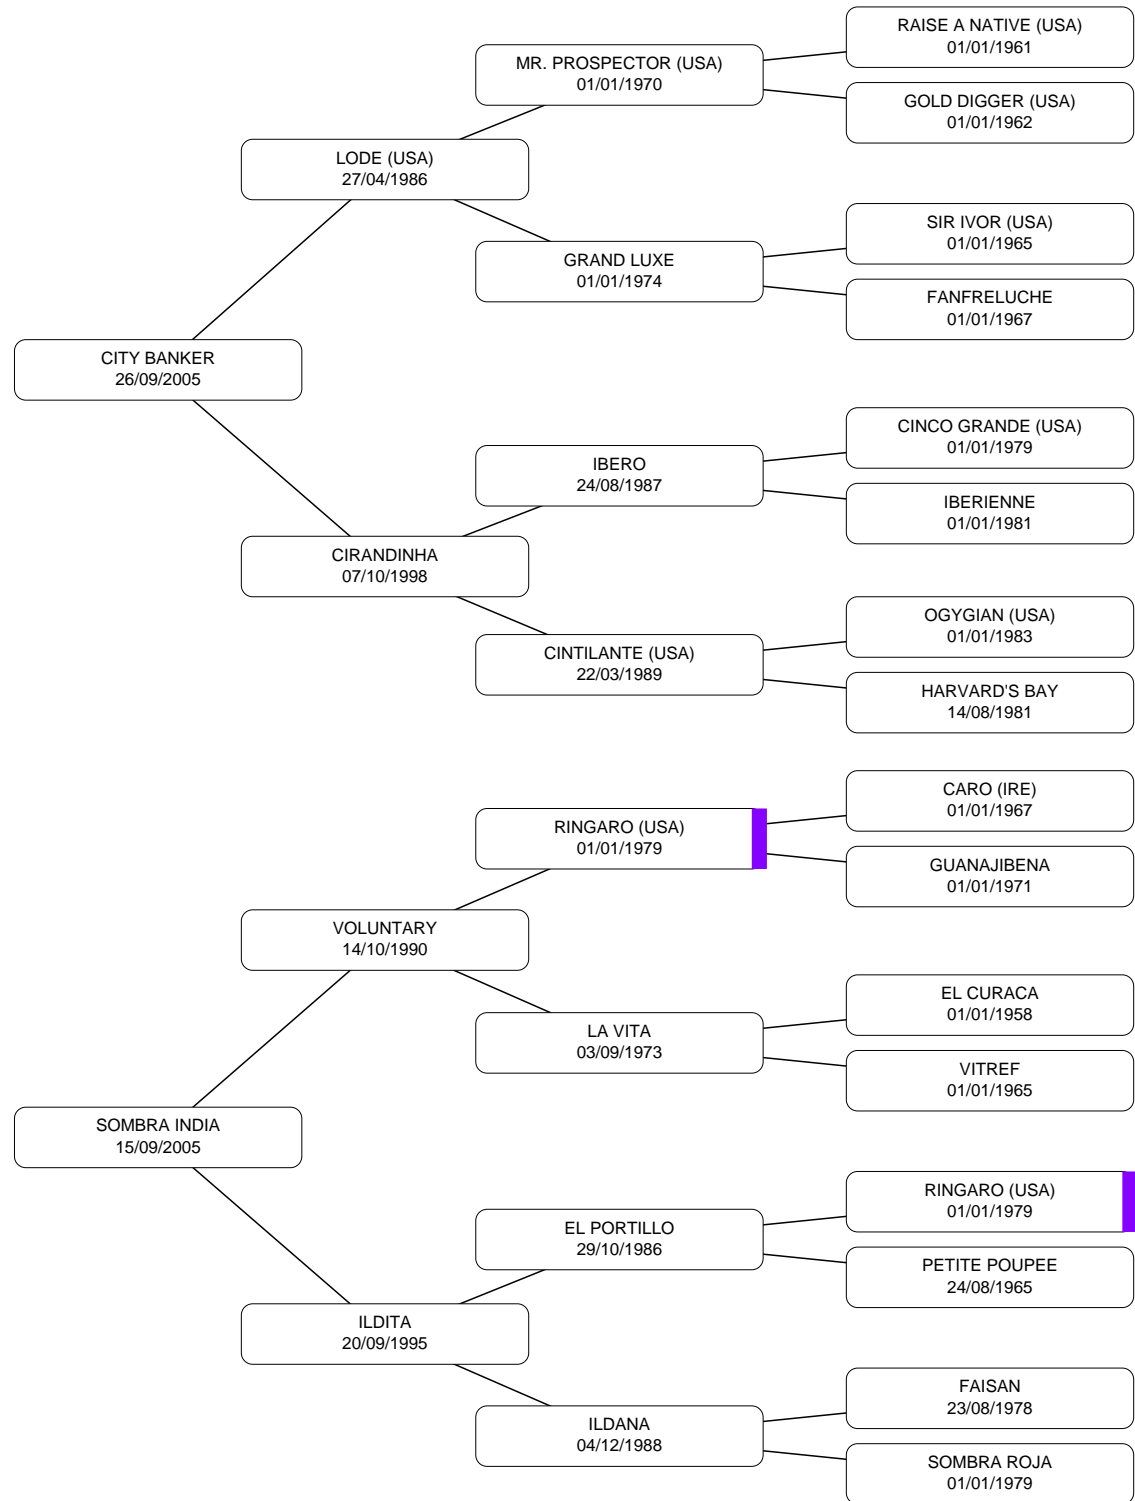 RAISE A NATIVE (USA)
01/01/1961
MR. PROSPECTOR (USA)
01/01/1970
GOLD DIGGER (USA)
01/01/1962
LODE (USA)
27/04/1986
SIR IVOR (USA)
01/01/1965
GRAND LUXE
01/01/1974
FANFRELUCHE
01/01/1967
CITY BANKER
26/09/2005
CINCO GRANDE (USA)
01/01/1979
IBERO
24/08/1987
IBERIENNE
01/01/1981
CIRANDINHA
07/10/1998
OGYGIAN (USA)
01/01/1983
CINTILANTE (USA)
22/03/1989
HARVARD'S BAY
14/08/1981
CARO (IRE)
01/01/1967
RINGARO (USA)
01/01/1979
GUANAJIBENA
01/01/1971
VOLUNTARY
14/10/1990
EL CURACA
01/01/1958
LA VITA
03/09/1973
VITREF
01/01/1965
SOMBRA INDIA
15/09/2005
RINGARO (USA)
01/01/1979
EL PORTILLO
29/10/1986
PETITE POUPEE
24/08/1965
ILDITA
20/09/1995
FAISAN
23/08/1978
ILDANA
04/12/1988
SOMBRA ROJA
01/01/1979